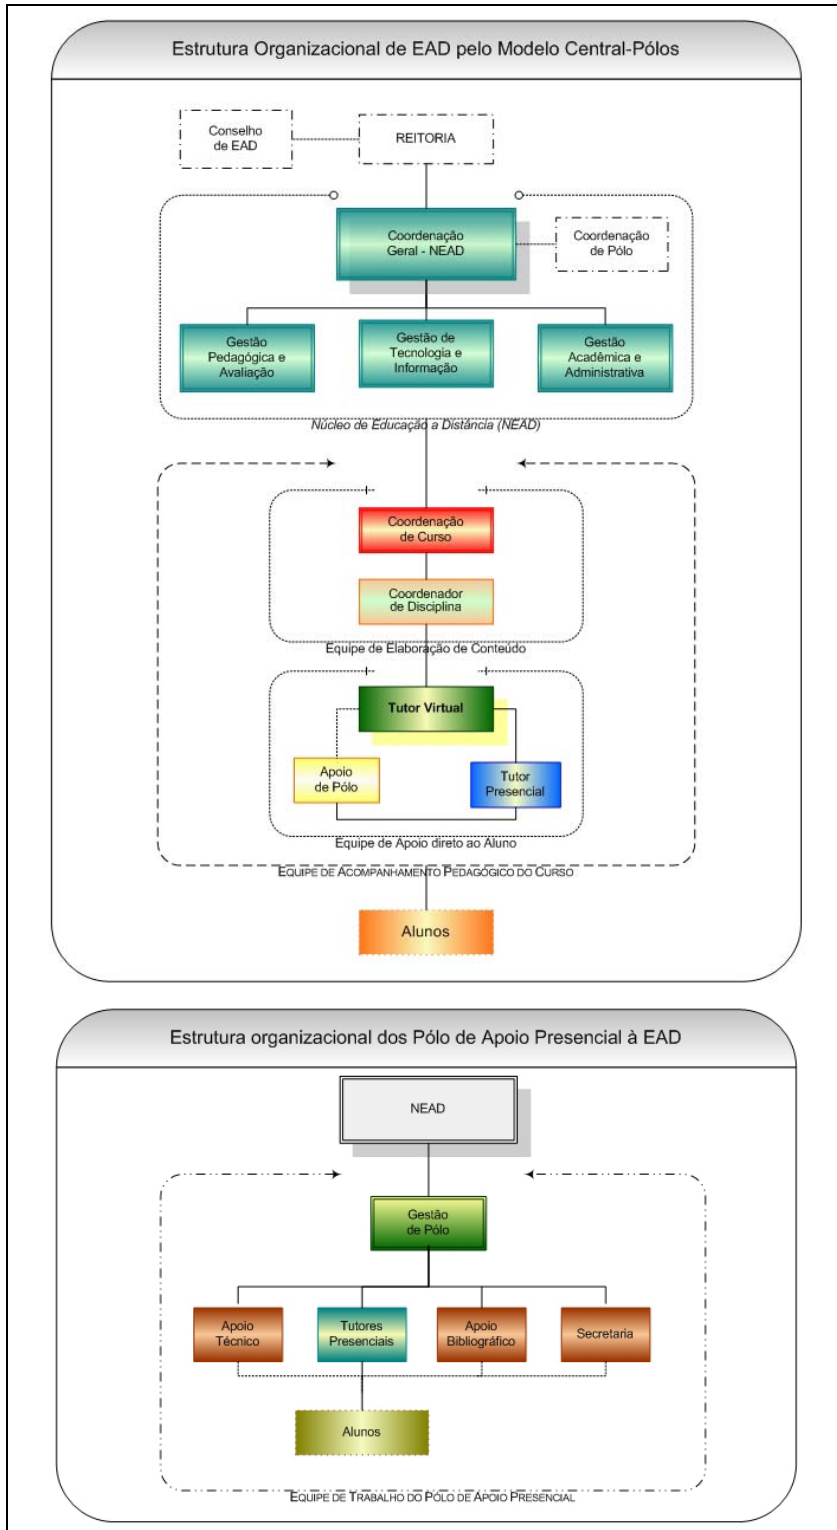 Estrutura Organizacional de EAD pelo Modelo Central-Pólos
Conselho
de EAD
REITORIA
Coordenação
Geral - NEAD
Coordenação
de Pólo
Gestão
Pedagógica e
Avaliação
Gestão de
Tecnologia e
Informação
Gestão
Acadêmica e
Administrativa
Núcleo de Educação a Distância (NEAD)
Coordenação
de Curso
Coordenador
de Disciplina
Equipe de Elaboração de Conteúdo
Tutor Virtual
Apoio
de Pólo
Tutor
Presencial
Equipe de Apoio direto ao Aluno
EQUIPE DE ACOMPANHAMENTO PEDAGÓGICO DO CURSO
Alunos
Estrutura organizacional dos Pólo de Apoio Presencial à EAD
NEAD
Gestão
de Pólo
Apoio
Técnico
Tutores
Presenciais
Apoio
Bibliográfico
Secretaria
Alunos
EQUIPE DE TRABALHO DO PÓLO DE APOIO PRESENCIAL